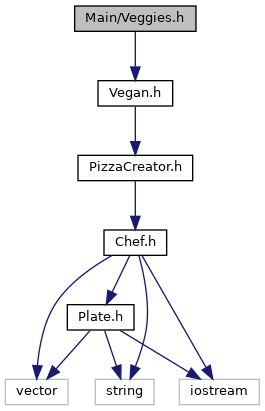 Main/Veggies.h
Vegan.h
PizzaCreator.h
Chef.h
Plate.h
vector
string
iostream